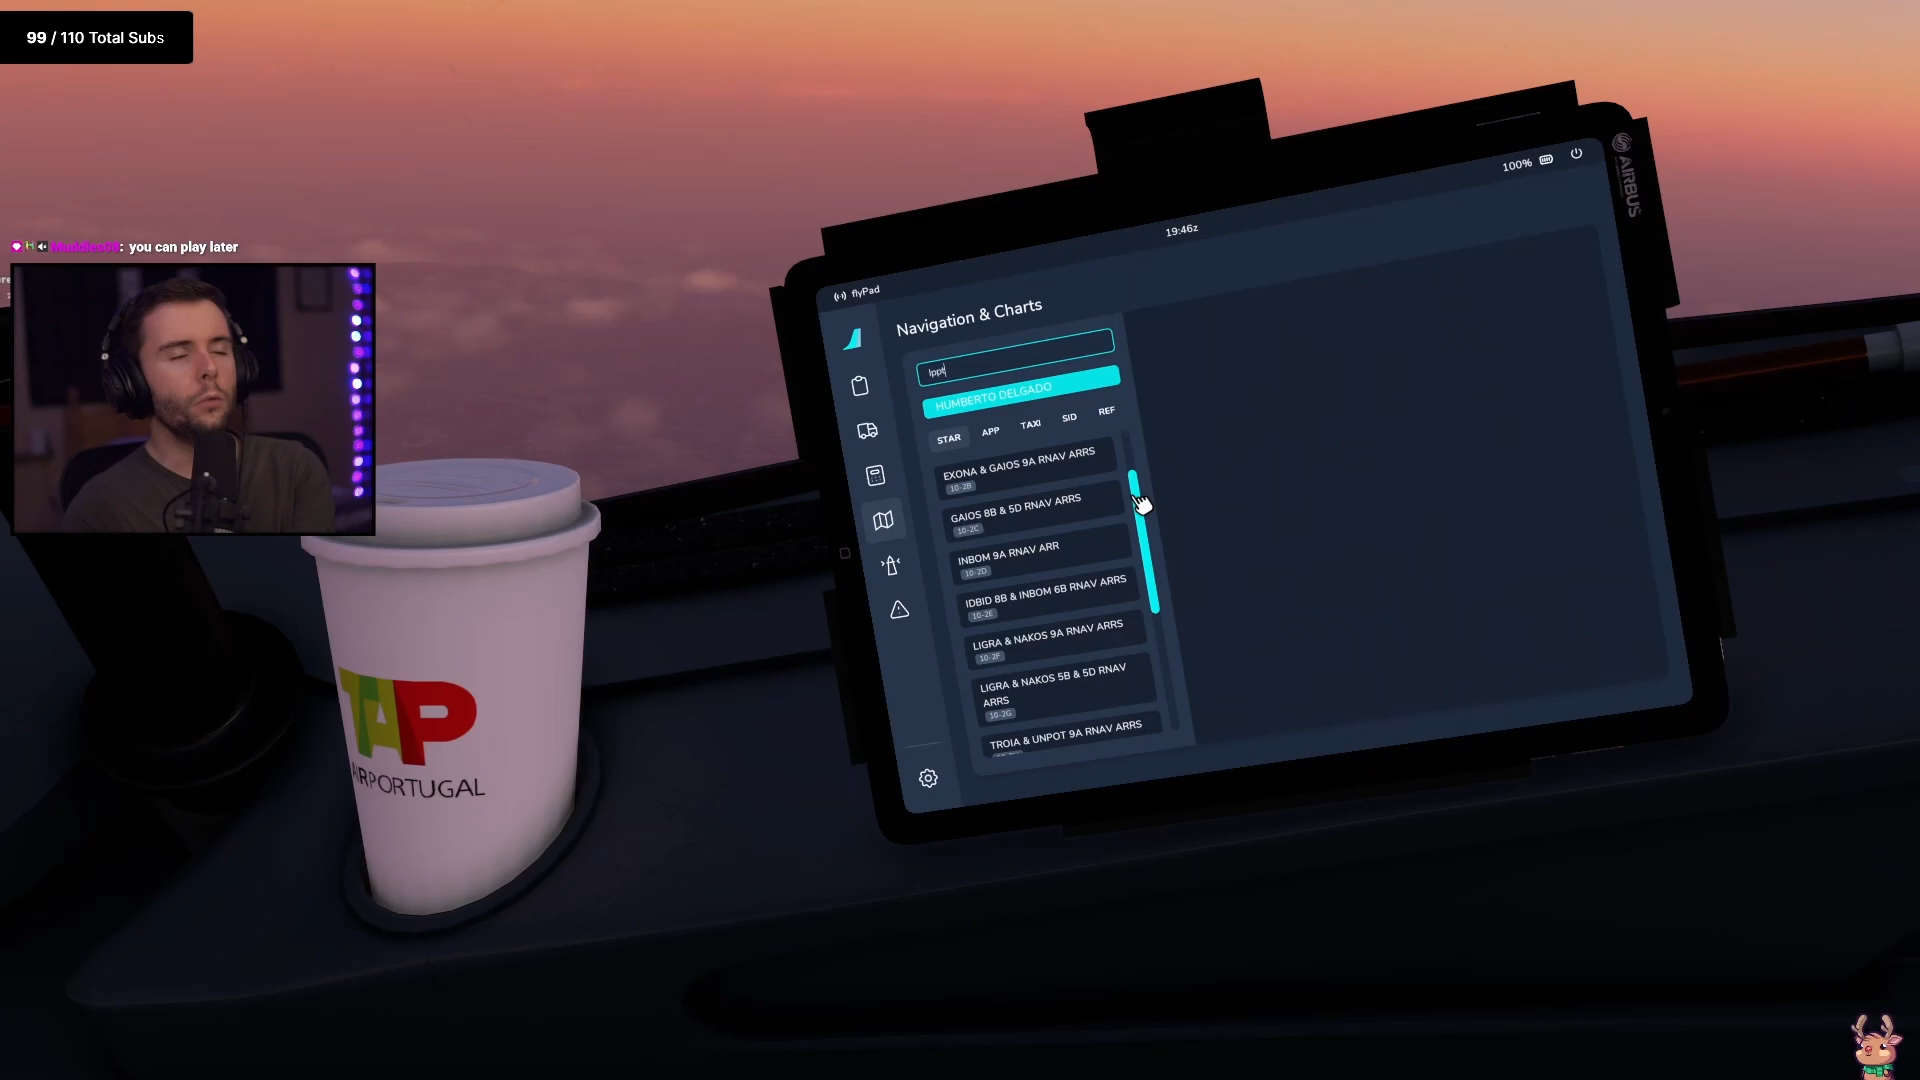 99 / 110 Total Subs
: you can play later
AIRBUS
100%
19:46z
flyPad
Navigation & Charts
lppt
HUMBERTO DELGADO
STAR APP TAXI SID REF
EXONA & GAIOS 9A RNAV ARRS
10-2B
GAIOS 8B & 5D RNAV ARRS
10-2C
INBOM 9A RNAV ARR
10-2D
IDBID 8B & INBOM 6B RNAV ARRS
10-2E
LIGRA & NAKOS 9A RNAV ARRS
10-2F
LIGRA & NAKOS 5B & 5D RNAV
ARRS
10-2G
TROIA & UNPOT 9A RNAV ARRS
TAP
AIRPORTUGAL